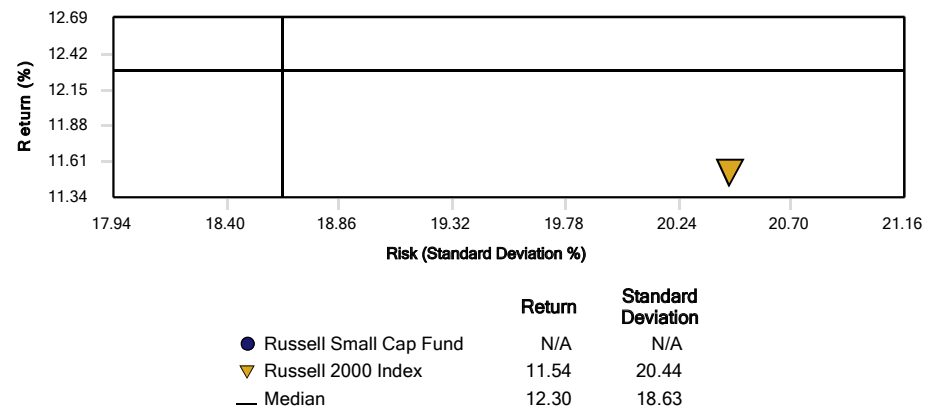 12.69
12.42
12.15
11.88
11.61
11.34
Return (%)
17.94 18.40 18.86 19.32 19.78 20.24 20.70 21.16
Risk (Standard Deviation %)
Return Standard Deviation
Russell Small Cap Fund N/A N/A
Russell 2000 Index 11.54 20.44
Median 12.30 18.63